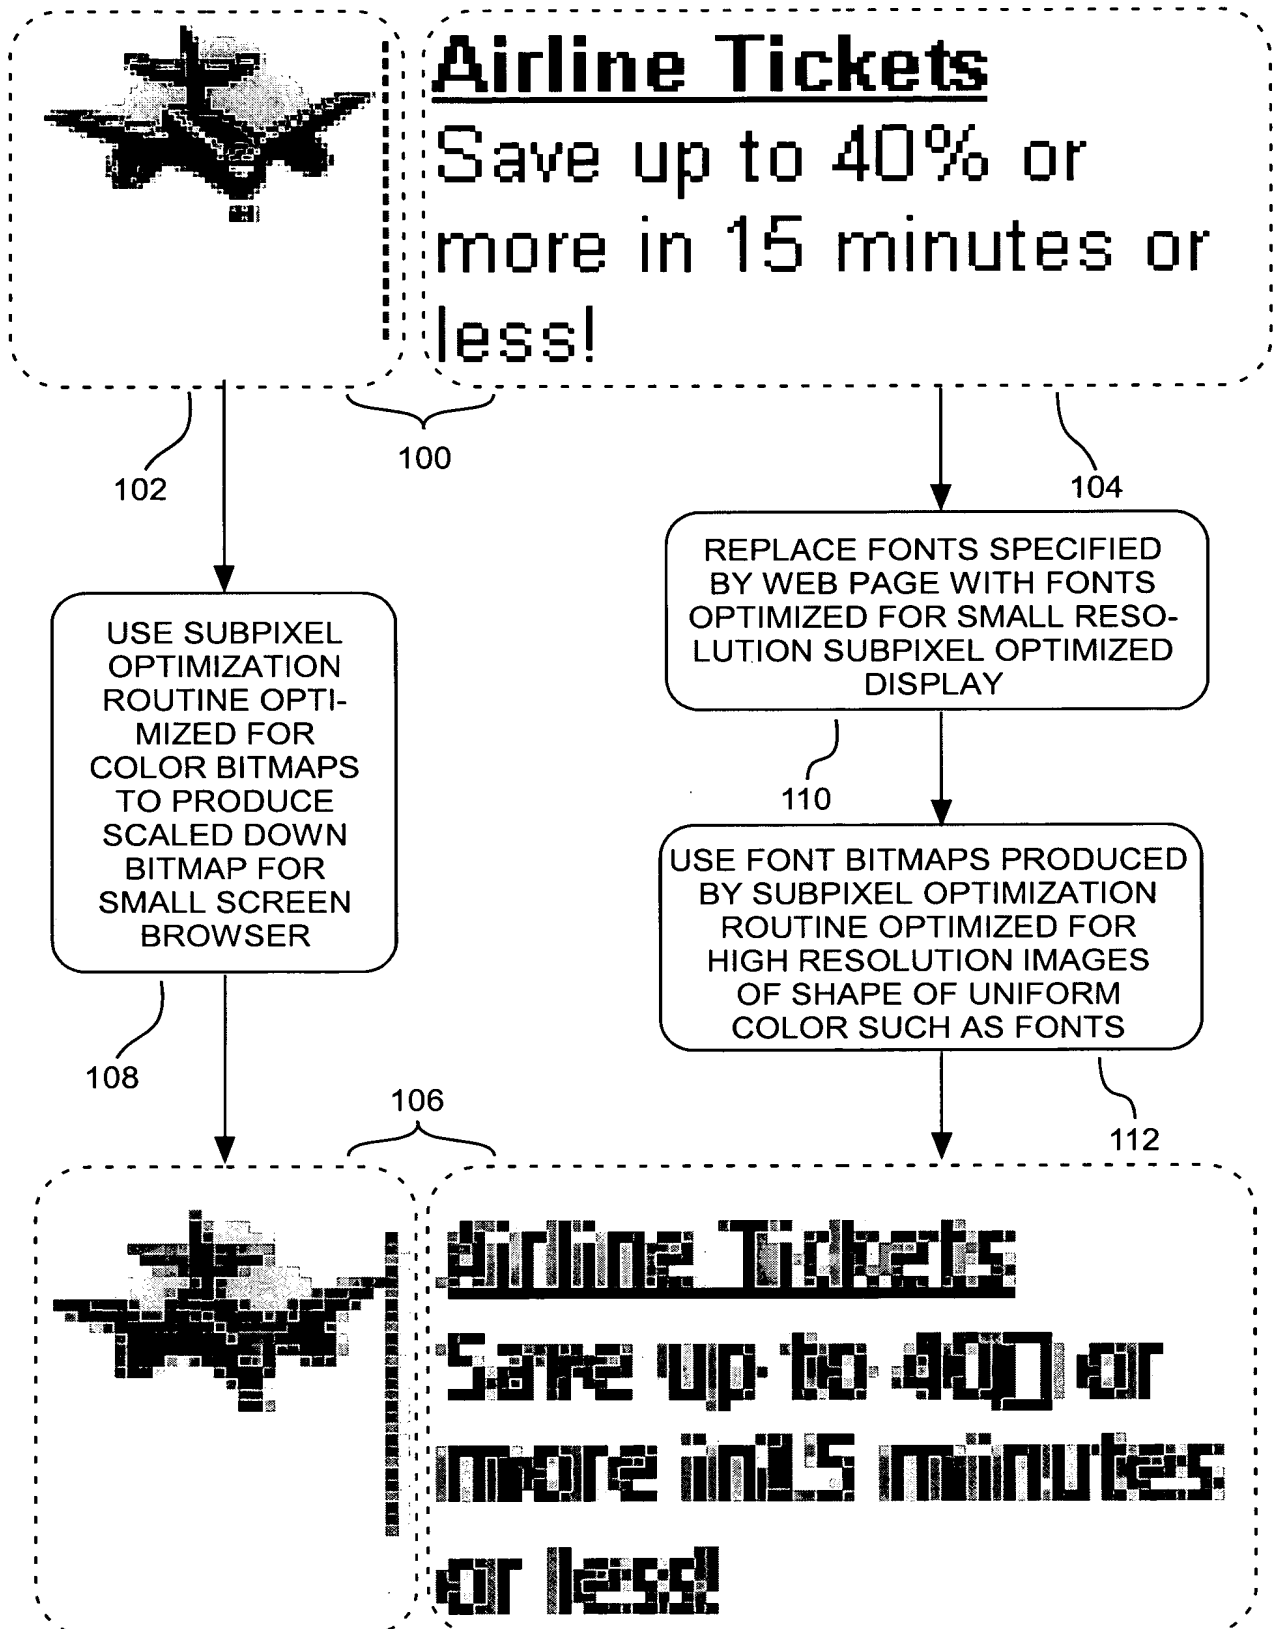 Airline Tickets
Save up to 40% or
more in 15 minutes or
less!
100
102
104
REPLACE FONTS SPECIFIED
BY WEB PAGE WITH FONTS
OPTIMIZED FOR SMALL RESO-
LUTION SUBPIXEL OPTIMIZED
DISPLAY
USE SUBPIXEL
OPTIMIZATION
ROUTINE OPTI-
MIZED FOR
COLOR BITMAPS
TO PRODUCE
SCALED DOWN
BITMAP FOR
SMALL SCREEN
BROWSER
110
USE FONT BITMAPS PRODUCED
BY SUBPIXEL OPTIMIZATION
ROUTINE OPTIMIZED FOR
HIGH RESOLUTION IMAGES
OF SHAPE OF UNIFORM
COLOR SUCH AS FONTS
108
106
112
Airline Tickets
Save up to 40▯ or
more in 15 minutes
or less!